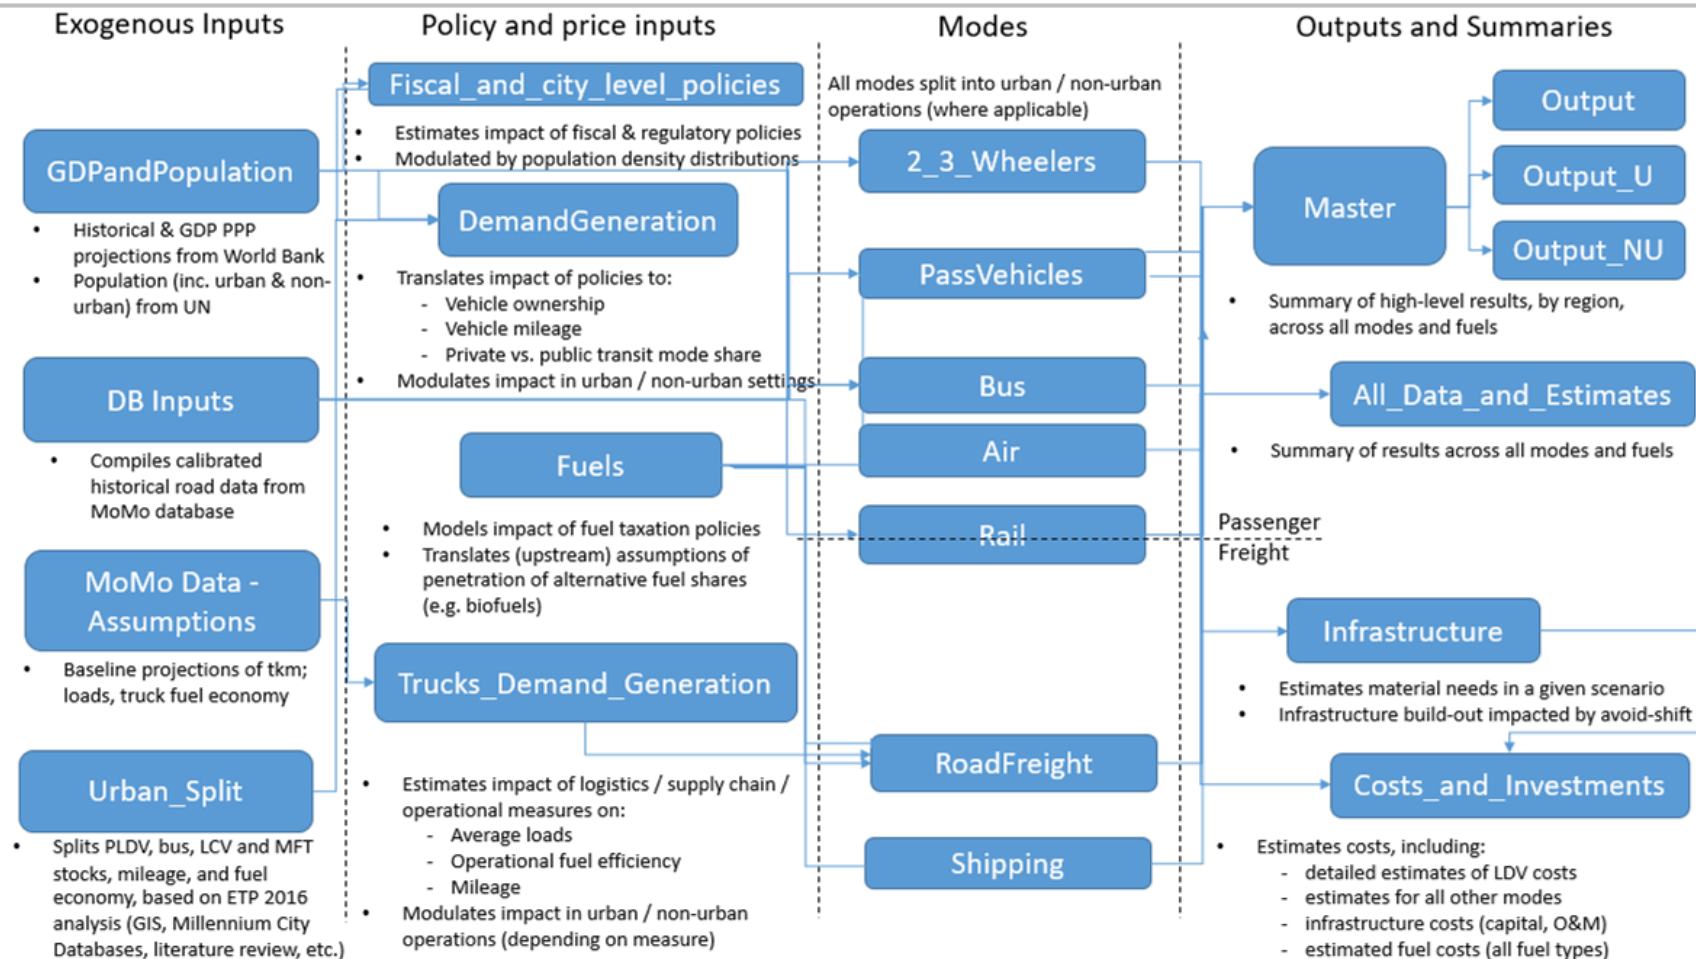 Exogenous Inputs
Policy and price inputs
Modes
Outputs and Summaries
GDPandPopulation
• Historical & GDP PPP
projections from World Bank
• Population (inc. urban & non-
urban) from UN
DB Inputs
• Compiles calibrated
historical road data from
MoMo database
MoMo Data -
Assumptions
• Baseline projections of tkm;
loads, truck fuel economy
Urban_Split
• Splits PLDV, bus, LCV and MFT
stocks, mileage, and fuel
economy, based on ETP 2016
analysis (GIS, Millennium City
Databases, literature review, etc.)
Fiscal_and_city_level_policies
• Estimates impact of fiscal & regulatory policies
• Modulated by population density distributions
DemandGeneration
• Translates impact of policies to:
- Vehicle ownership
- Vehicle mileage
- Private vs. public transit mode share
• Modulates impact in urban / non-urban settings
Fuels
• Models impact of fuel taxation policies
• Translates (upstream) assumptions of
penetration of alternative fuel shares
(e.g. biofuels)
Trucks_Demand_Generation
• Estimates impact of logistics / supply chain /
operational measures on:
- Average loads
- Operational fuel efficiency
- Mileage
• Modulates impact in urban / non-urban
operations (depending on measure)
All modes split into urban / non-urban
operations (where applicable)
2_3_Wheelers
PassVehicles
Bus
Air
Rail
RoadFreight
Shipping
Master
Output
Output_U
Output_NU
• Summary of high-level results, by region,
across all modes and fuels
All_Data_and_Estimates
• Summary of results across all modes and fuels
Passenger
Freight
Infrastructure
• Estimates material needs in a given scenario
• Infrastructure build-out impacted by avoid-shift
Costs_and_Investments
• Estimates costs, including:
- detailed estimates of LDV costs
- estimates for all other modes
- infrastructure costs (capital, O&M)
- estimated fuel costs (all fuel types)